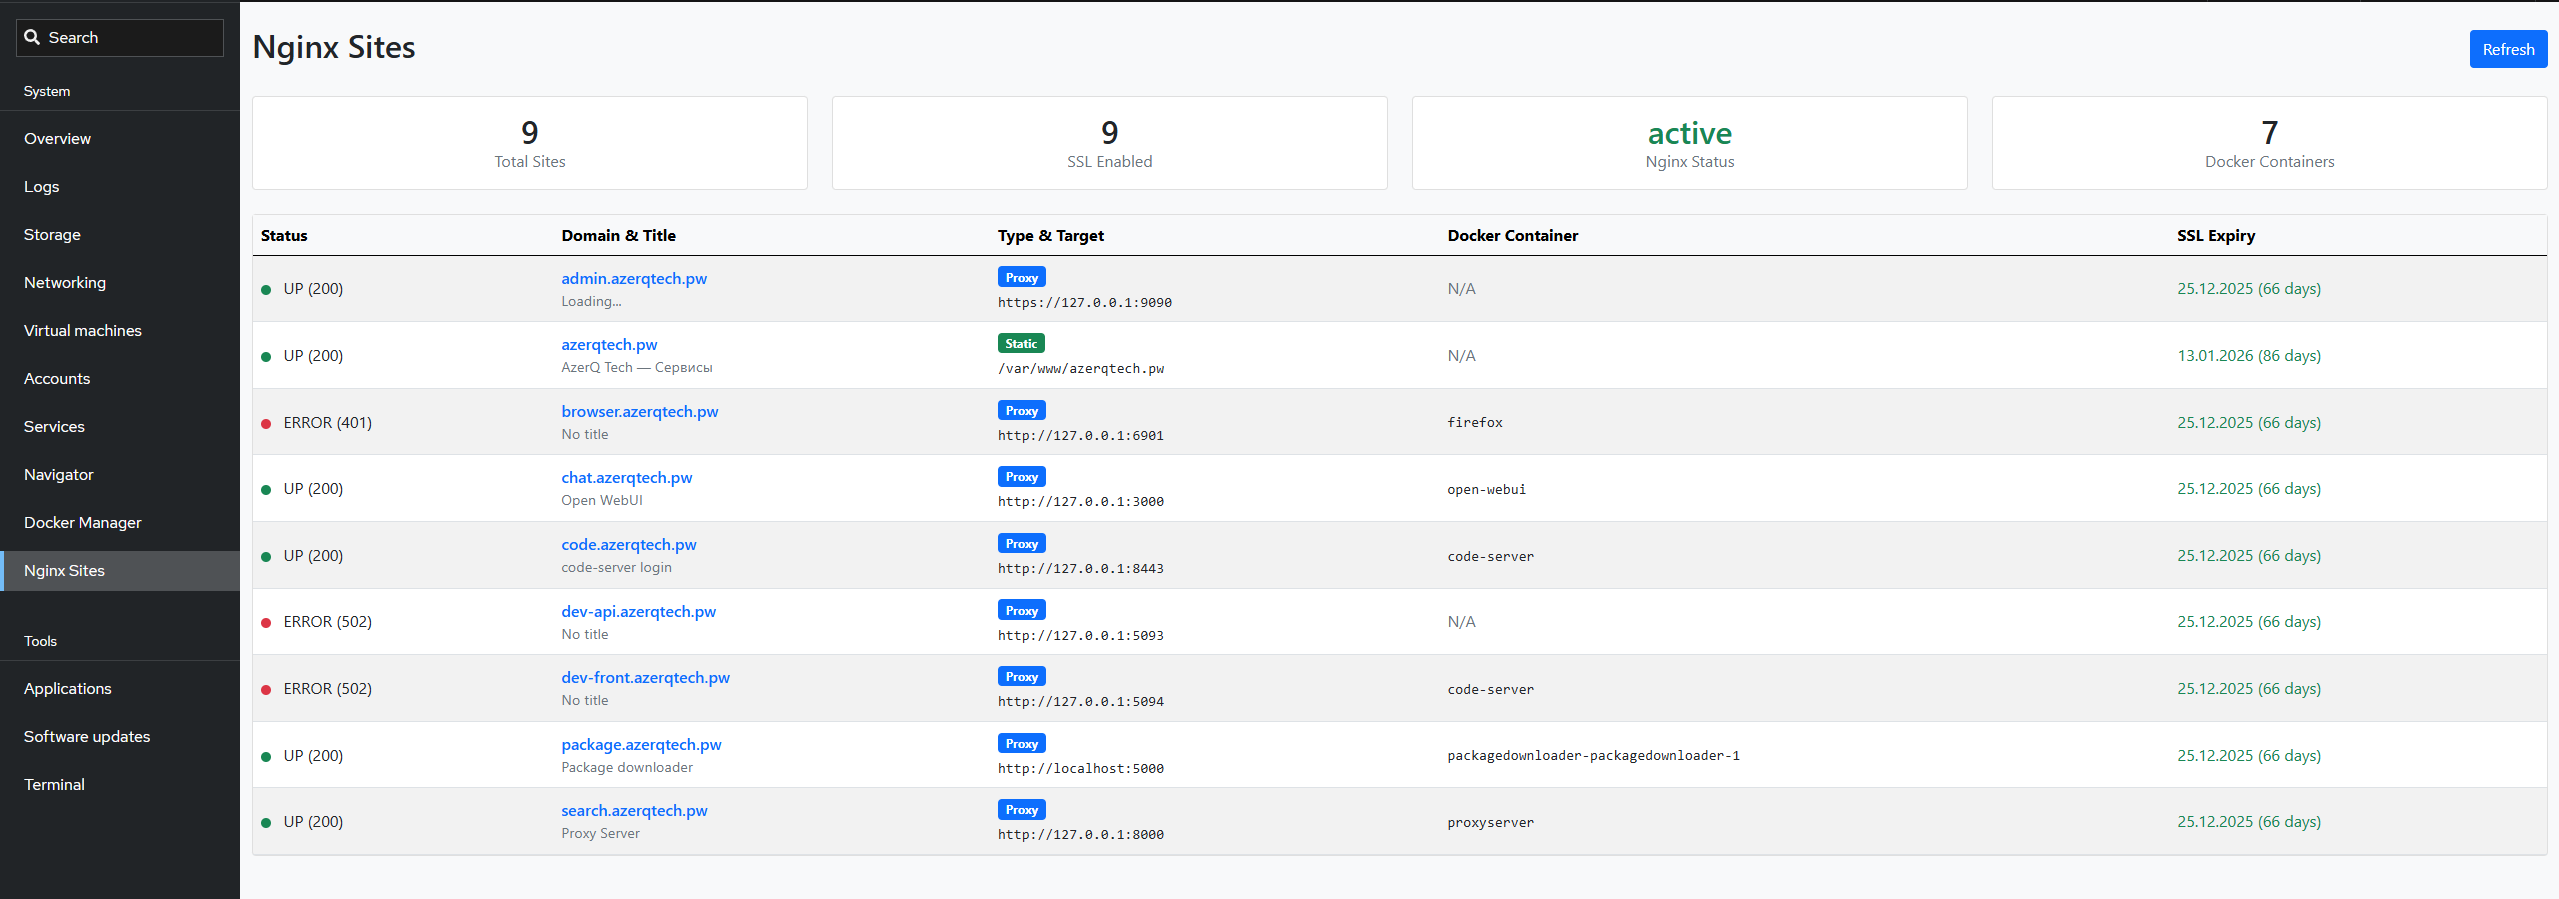 Search
System
Overview
Logs
Storage
Networking
Virtual machines
Accounts
Services
Navigator
Docker Manager
Nginx Sites
Tools
Applications
Software updates
Terminal
Nginx Sites
Refresh
9
Total Sites
9
SSL Enabled
active
Nginx Status
7
Docker Containers
Status Domain & Title Type & Target Docker Container SSL Expiry
UP (200) admin.azerqtech.pw Proxy N/A 25.12.2025 (66 days)
Loading... https://127.0.0.1:9090
UP (200) azerqtech.pw Static N/A 13.01.2026 (86 days)
AzerQ Tech — Сервисы /var/www/azerqtech.pw
ERROR (401) browser.azerqtech.pw Proxy firefox 25.12.2025 (66 days)
No title http://127.0.0.1:6901
UP (200) chat.azerqtech.pw Proxy open-webui 25.12.2025 (66 days)
Open WebUI http://127.0.0.1:3000
UP (200) code.azerqtech.pw Proxy code-server 25.12.2025 (66 days)
code-server login http://127.0.0.1:8443
ERROR (502) dev-api.azerqtech.pw Proxy N/A 25.12.2025 (66 days)
No title http://127.0.0.1:5093
ERROR (502) dev-front.azerqtech.pw Proxy code-server 25.12.2025 (66 days)
No title http://127.0.0.1:5094
UP (200) package.azerqtech.pw Proxy packagedownloader-packagedownloader-1 25.12.2025 (66 days)
Package downloader http://localhost:5000
UP (200) search.azerqtech.pw Proxy proxyserver 25.12.2025 (66 days)
Proxy Server http://127.0.0.1:8000